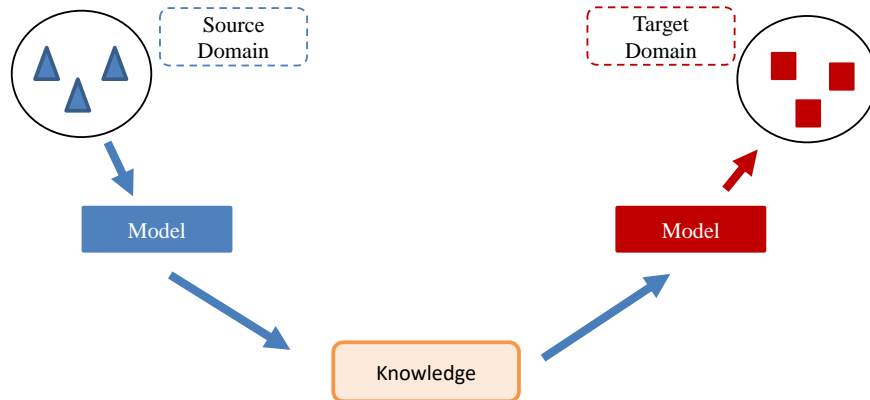 Source
Domain
Target
Domain
Model
Model
Knowledge